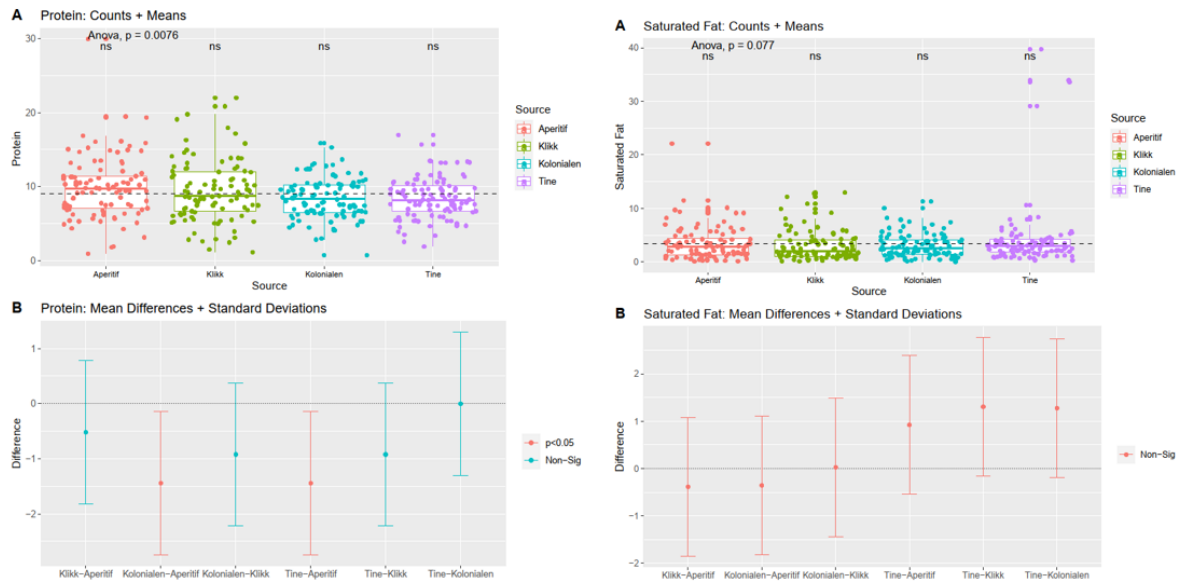 A Protein: Counts + Means
Anova, p = 0.0076
ns ns ns ns
30
20
10
0
Protein
Aperitif Klikk Kolonialen Tine
Source
Source
Aperitif
Klikk
Kolonialen
Tine
B Protein: Mean Differences + Standard Deviations
1
0
−1
−2
Difference
Klikk−Aperitif Kolonialen−Aperitif Kolonialen−Klikk Tine−Aperitif Tine−Klikk Tine−Kolonialen
p<0.05
Non−Sig
A Saturated Fat: Counts + Means
Anova, p = 0.077
ns ns ns ns
40
30
20
10
0
Saturated Fat
Aperitif Klikk Kolonialen Tine
Source
Source
Aperitif
Klikk
Kolonialen
Tine
B Saturated Fat: Mean Differences + Standard Deviations
2
1
0
−1
−2
Difference
Klikk−Aperitif Kolonialen−Aperitif Kolonialen−Klikk Tine−Aperitif Tine−Klikk Tine−Kolonialen
Non−Sig